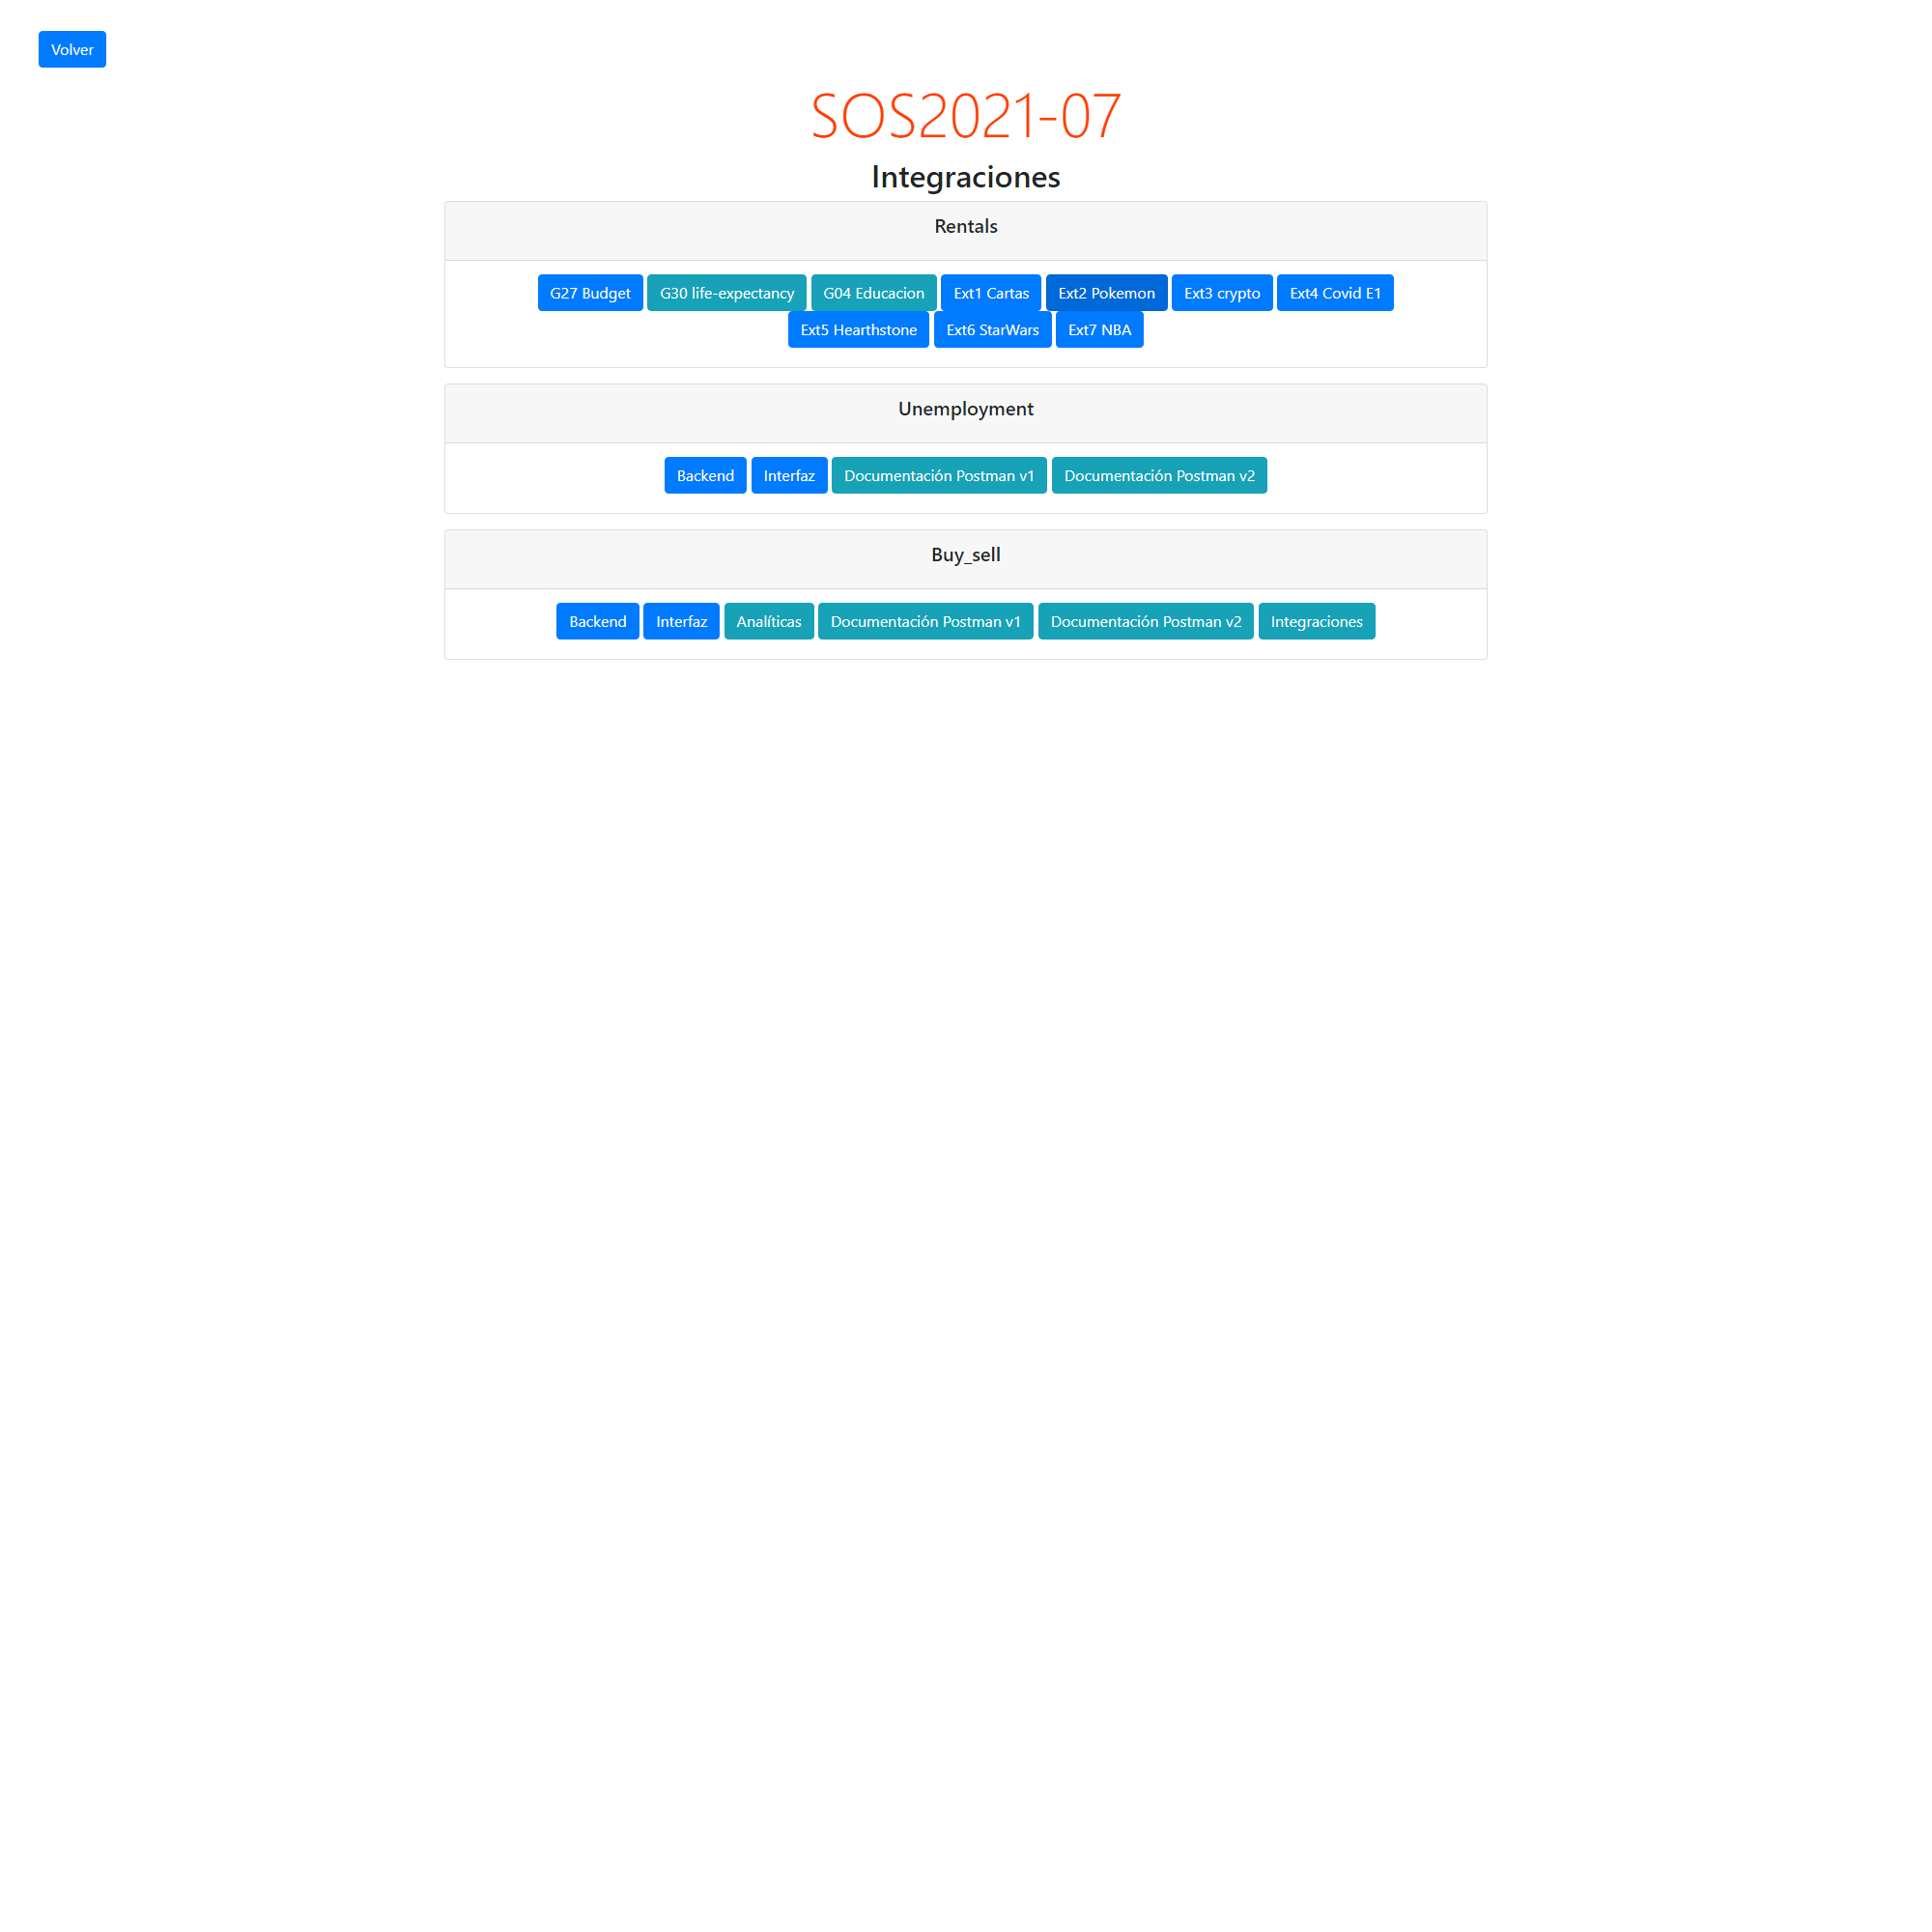 Volver
SOS2021-07
Integraciones
Rentals
G27 Budget G30 life-expectancy G04 Educacion Ext1 Cartas Ext2 Pokemon Ext3 crypto Ext4 Covid E1
Ext5 Hearthstone Ext6 StarWars Ext7 NBA
Unemployment
Backend Interfaz Documentación Postman v1 Documentación Postman v2
Buy_sell
Backend Interfaz Analíticas Documentación Postman v1 Documentación Postman v2 Integraciones